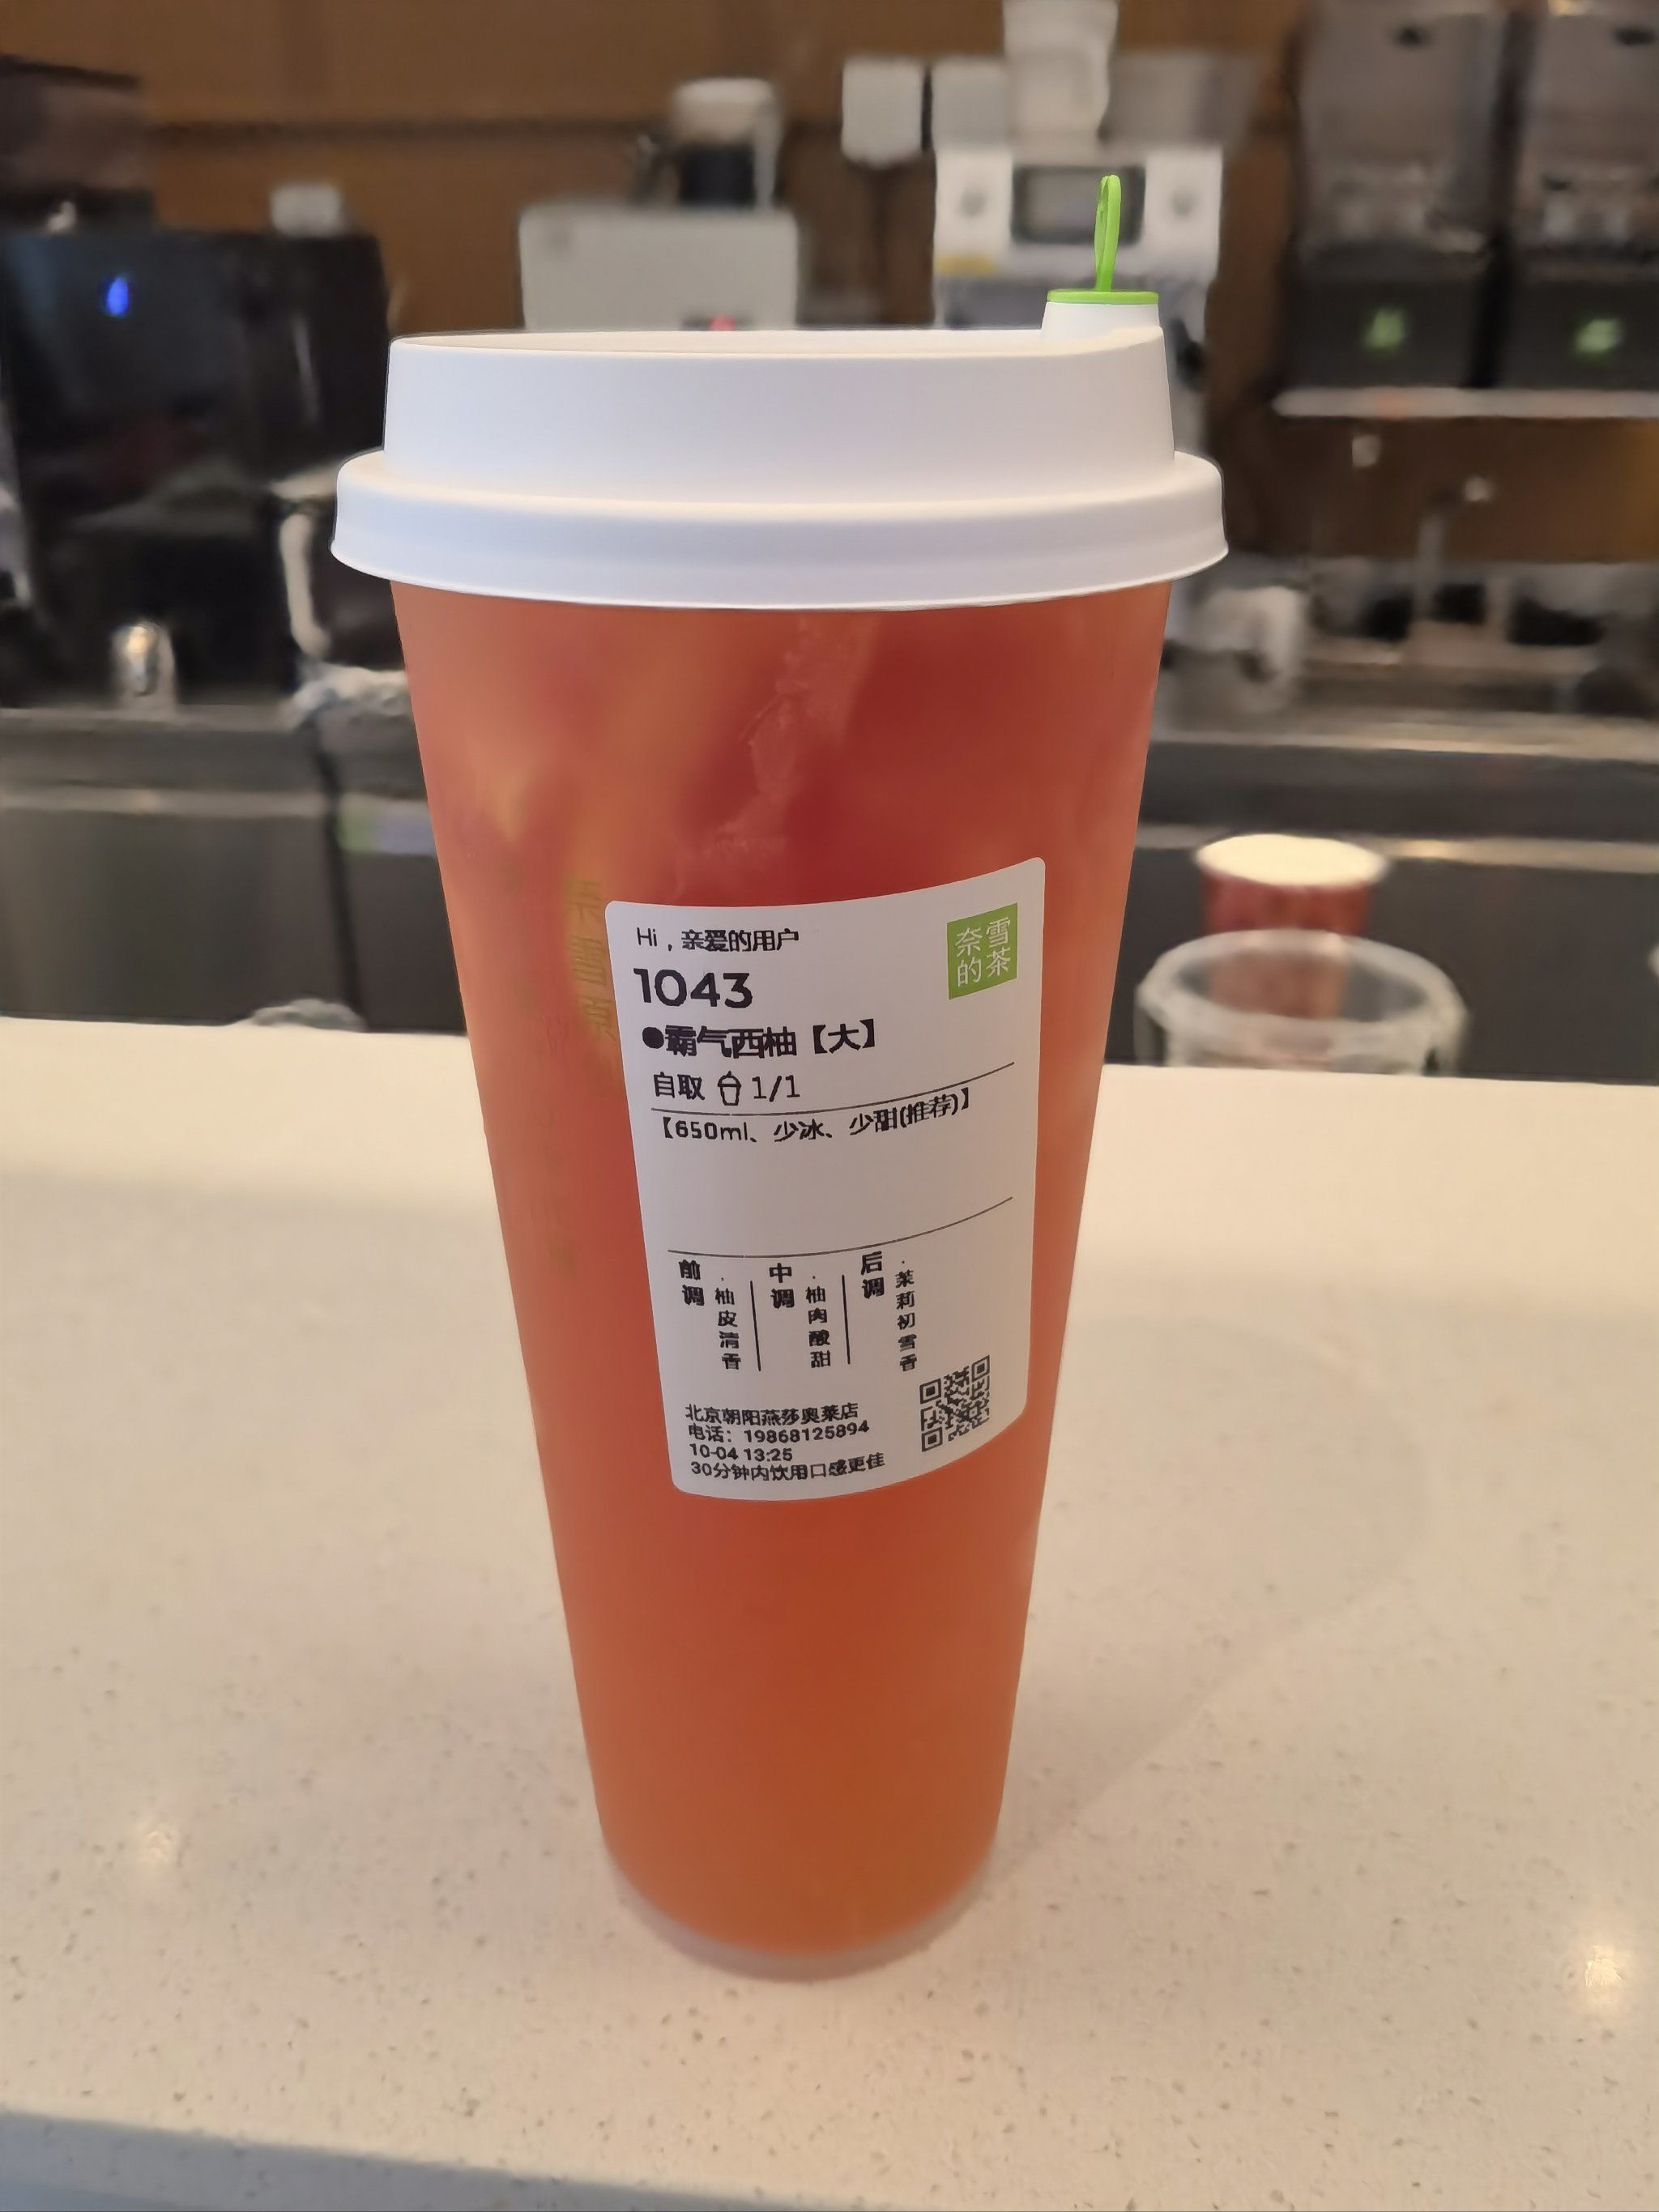 Hi，亲爱的用户
奈雪
的茶
1043
●霸气西柚【大】
自取 1/1
【650ml、少冰、少甜(推荐)】
前调
·柚皮清香
中调
·柚肉酸甜
后调
·茉莉初雪香
北京朝阳燕莎奥莱店
电话：19868125894
10-04 13:25
30分钟内饮用口感更佳